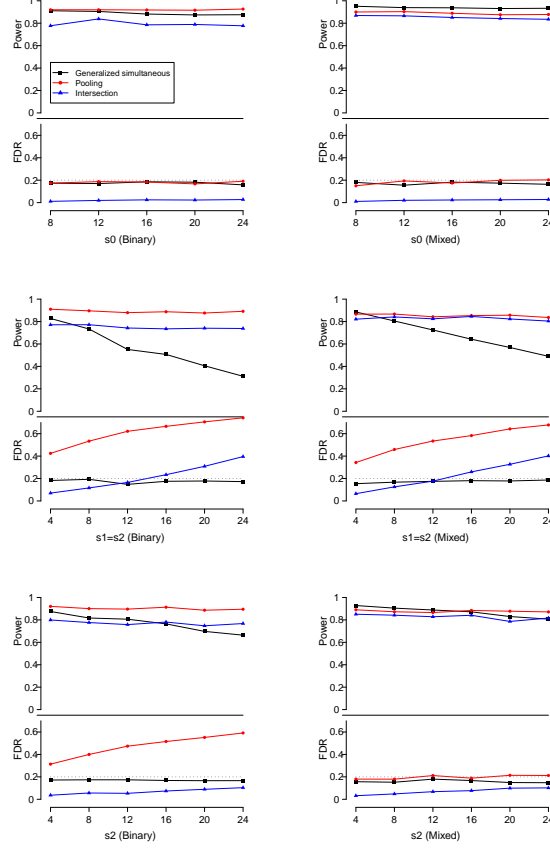 Power
0 0.2 0.4 0.6 0.8 1
Generalized simultaneous
Pooling
Intersection
FDR
0 0.2 0.4 0.6
8 12 16 20 24
s0 (Binary)
Power
0 0.2 0.4 0.6 0.8 1
FDR
0 0.2 0.4 0.6
8 12 16 20 24
s0 (Mixed)
Power
0 0.2 0.4 0.6 0.8 1
FDR
0 0.2 0.4 0.6
4 8 12 16 20 24
s1=s2 (Binary)
Power
0 0.2 0.4 0.6 0.8 1
FDR
0 0.2 0.4 0.6
4 8 12 16 20 24
s1=s2 (Mixed)
Power
0 0.2 0.4 0.6 0.8 1
FDR
0 0.2 0.4 0.6
4 8 12 16 20 24
s2 (Binary)
Power
0 0.2 0.4 0.6 0.8 1
FDR
0 0.2 0.4 0.6
4 8 12 16 20 24
s2 (Mixed)